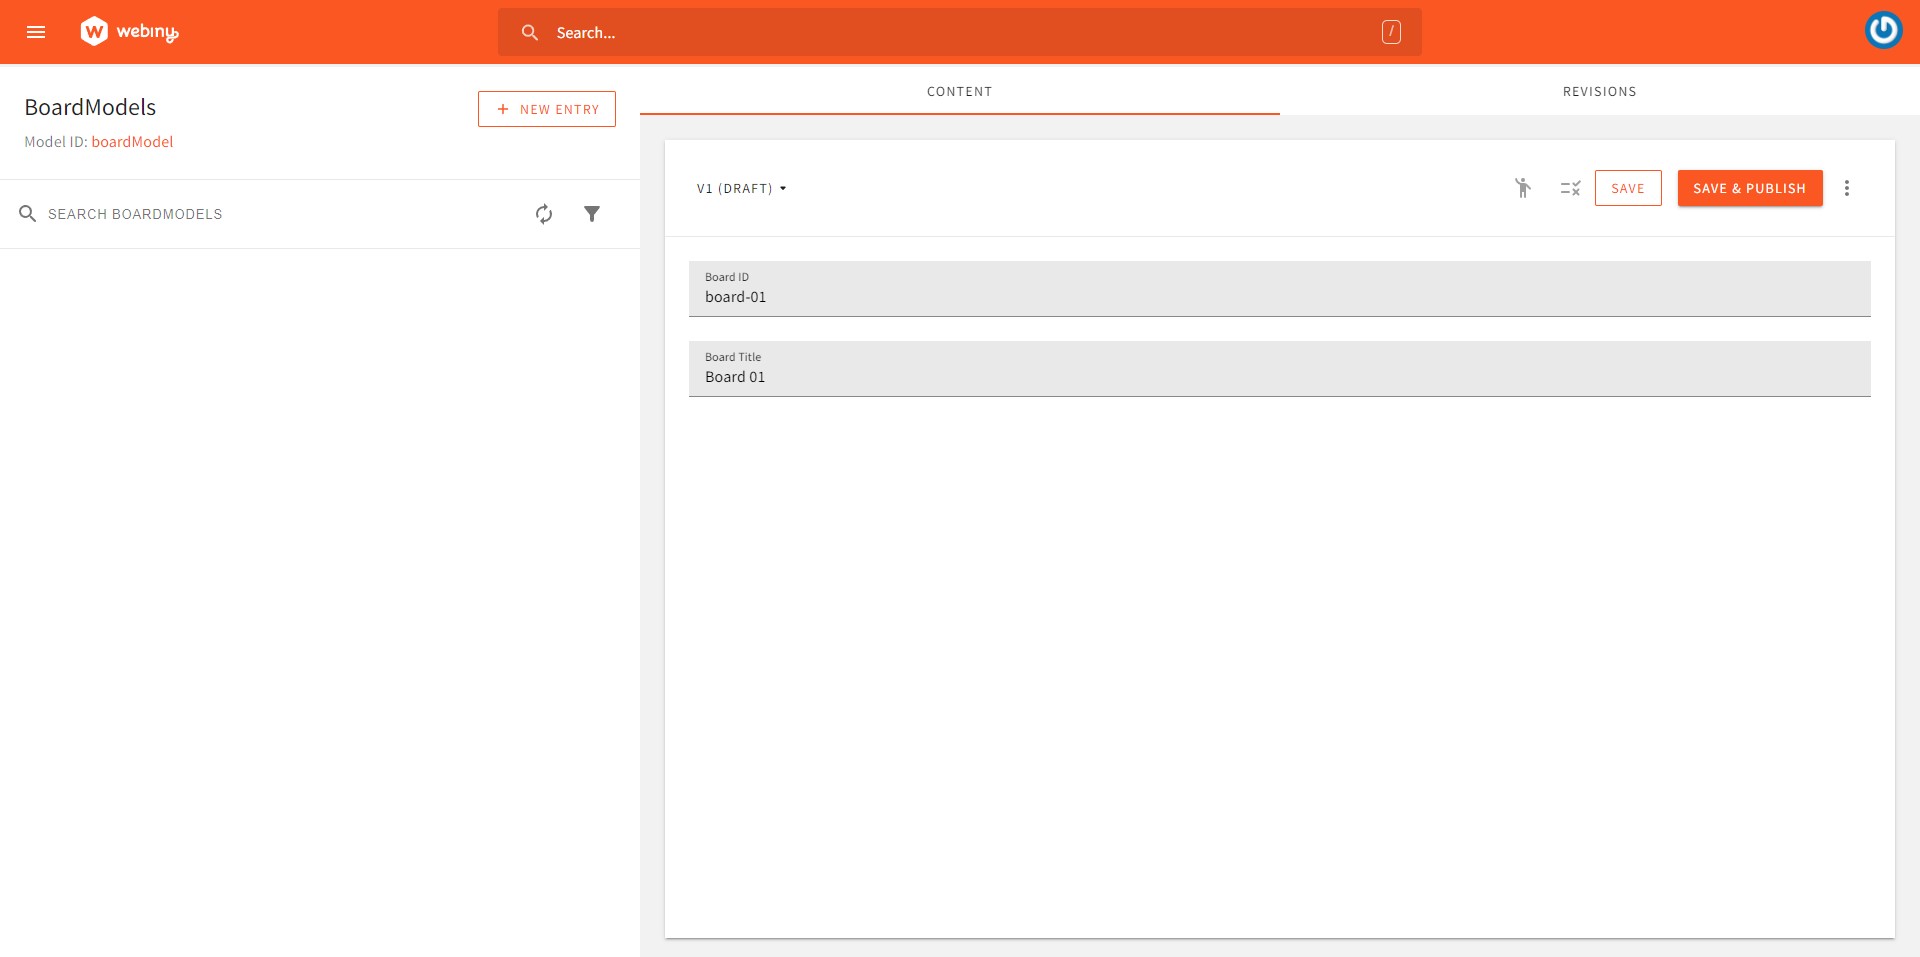 webiny
Search...
/
BoardModels
NEW ENTRY
Model ID: boardModel
SEARCH BOARDMODELS
CONTENT
REVISIONS
V1 (DRAFT)
SAVE
SAVE & PUBLISH
Board ID
board-01
Board Title
Board 01